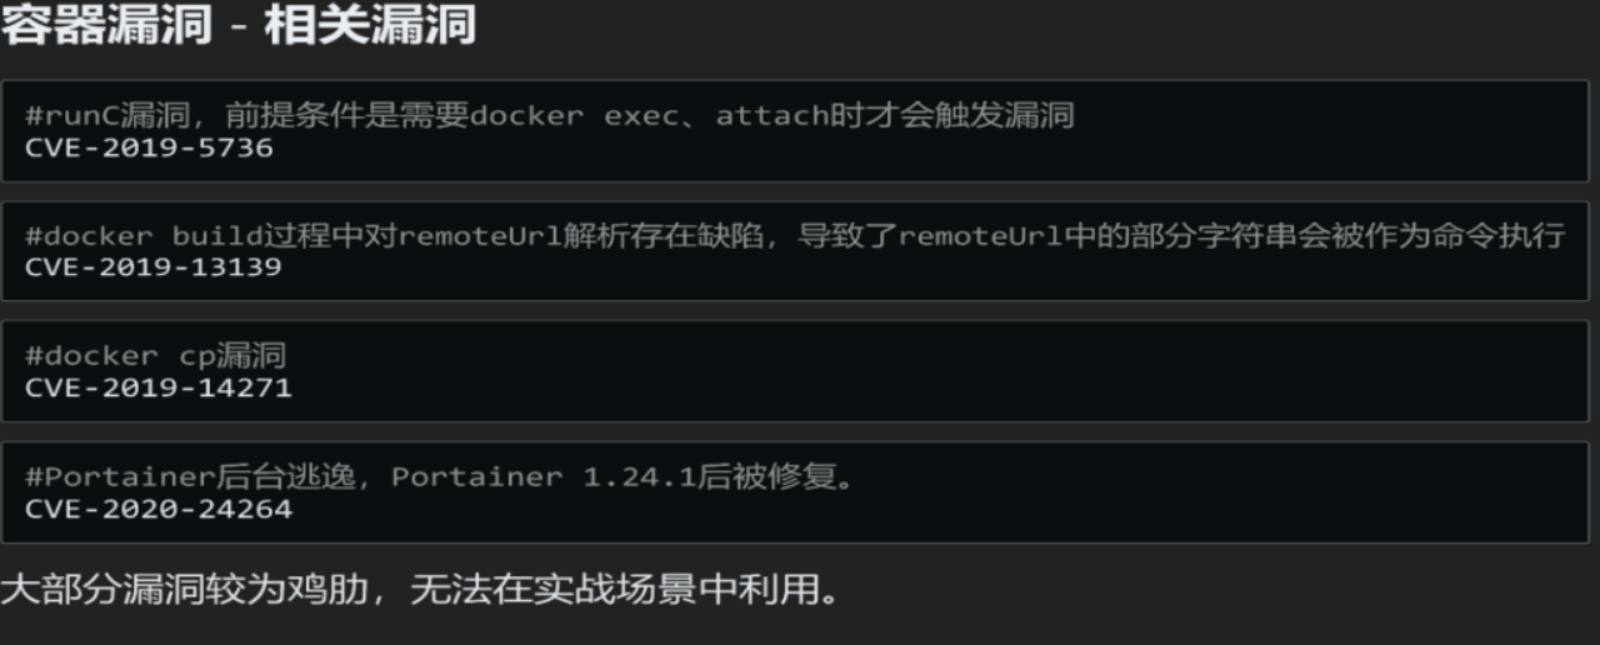 容器漏洞 - 相关漏洞
#runC漏洞，前提条件是需要docker exec、attach时才会触发漏洞
CVE-2019-5736
#docker build过程中对remoteUrl解析存在缺陷，导致了remoteUrl中的部分字符串会被作为命令执行
CVE-2019-13139
#docker cp漏洞
CVE-2019-14271
#Portainer后台逃逸，Portainer 1.24.1后被修复。
CVE-2020-24264
大部分漏洞较为鸡肋，无法在实战场景中利用。